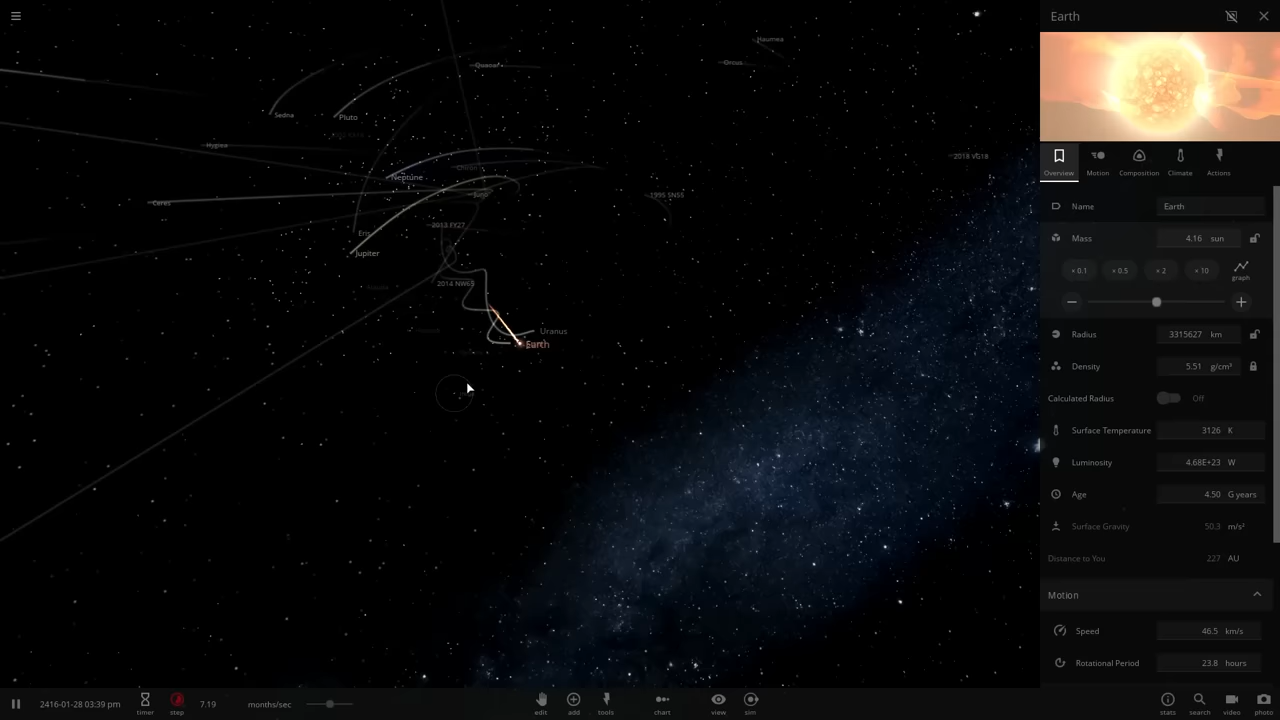 Earth
Haumea
Quaoar
Orcus
Sedna
Pluto
Hygiea
2018 VG18
Chiron
Neptune
Juno
1995 SN55
Ceres
2013 FY27
Eris
Jupiter
2014 NW65
Uranus
Earth
Overview
Motion
Composition
Climate
Actions
Name Earth
Mass 4.16 sun
× 0.1 × 0.5 × 2 × 10 graph
Radius 3315627 km
Density 5.51 g/cm³
Calculated Radius Off
Surface Temperature 3126 K
Luminosity 4.68E+23 W
Age 4.50 G years
Surface Gravity 50.3 m/s²
Distance to You 227 AU
Motion
Speed 46.5 km/s
Rotational Period 23.8 hours
2416-01-28 03:39 pm timer step 7.19 months/sec edit add tools chart view sim stats search video photo